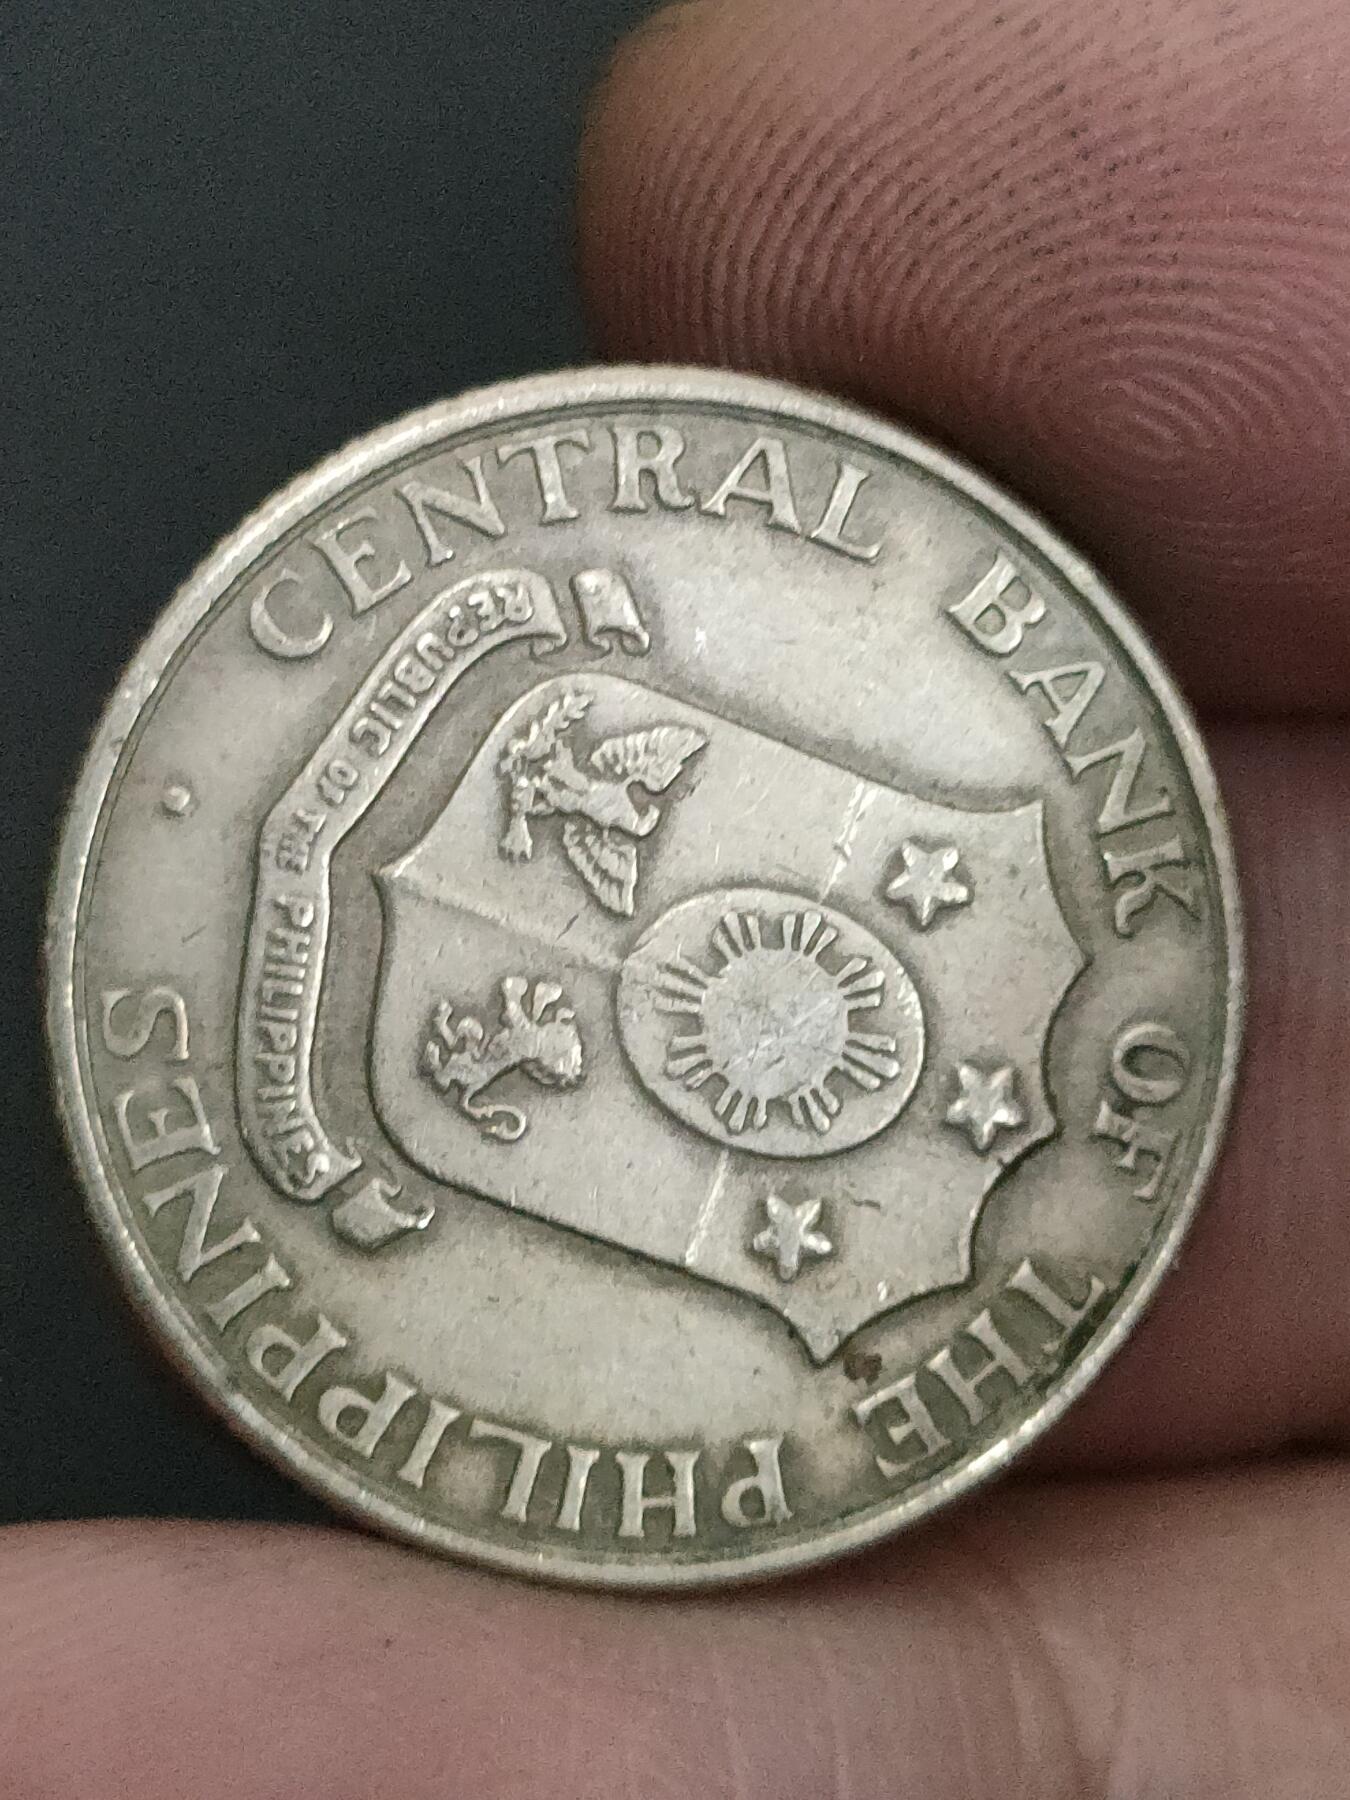 CENTRAL BANK OF THE PHILIPPINES
REPUBLIC OF THE PHILIPPINES